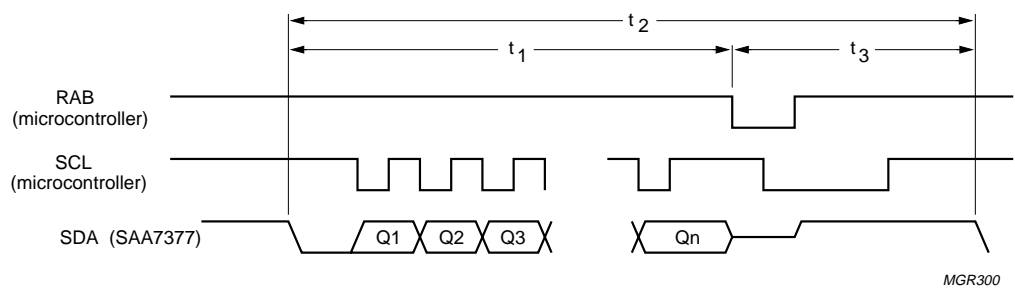 t2
t1
t3
RAB
(microcontroller)
SCL
(microcontroller)
SDA (SAA7377)
Q1 Q2 Q3 Qn
MGR300